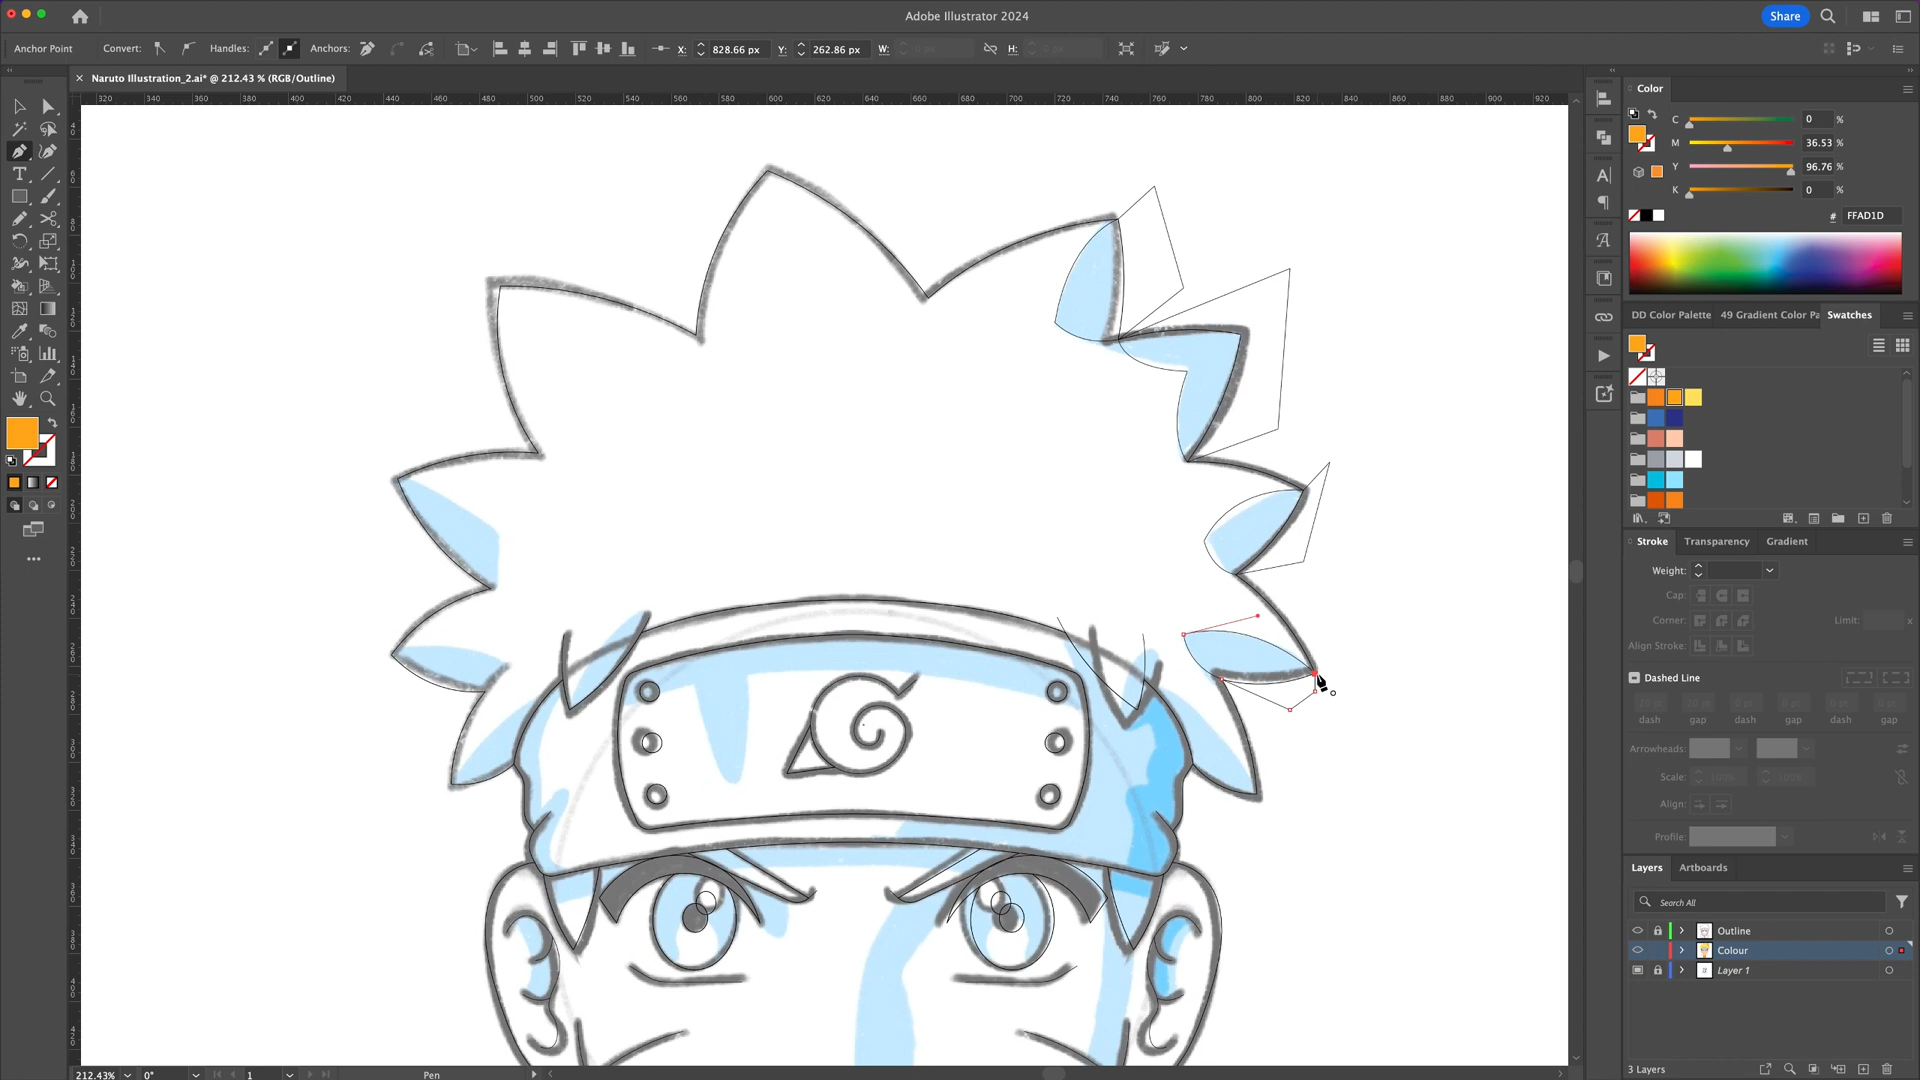 Adobe Illustrator 2024
Share
Anchor Point
Convert:
Handles:
Anchors:
X: 828.66 px
Y: 262.86 px
W: 0 px
H:
Naruto Illustration_2.ai* @ 212.43 % (RGB/Outline)
320 340 360 380 400 420 440 460 480 500 520 540 560 580 600 620 640 660 680 700 720 740 760 780 800 820 840 860 880 900 920
Color
C 0 %
M 36.53 %
Y 96.76 %
K 0 %
# FFAD1D
DD Color Palette 49 Gradient Color Pa Swatches
Stroke Transparency Gradient
Weight:
Cap:
Corner: Limit: x
Align Stroke:
Dashed Line
dash gap dash gap dash gap
Arrowheads:
Scale: 100% 100%
Align:
Profile:
Layers Artboards
Search All
Outline
Colour
Layer 1
3 Layers
212.43% 0° 1 Pen